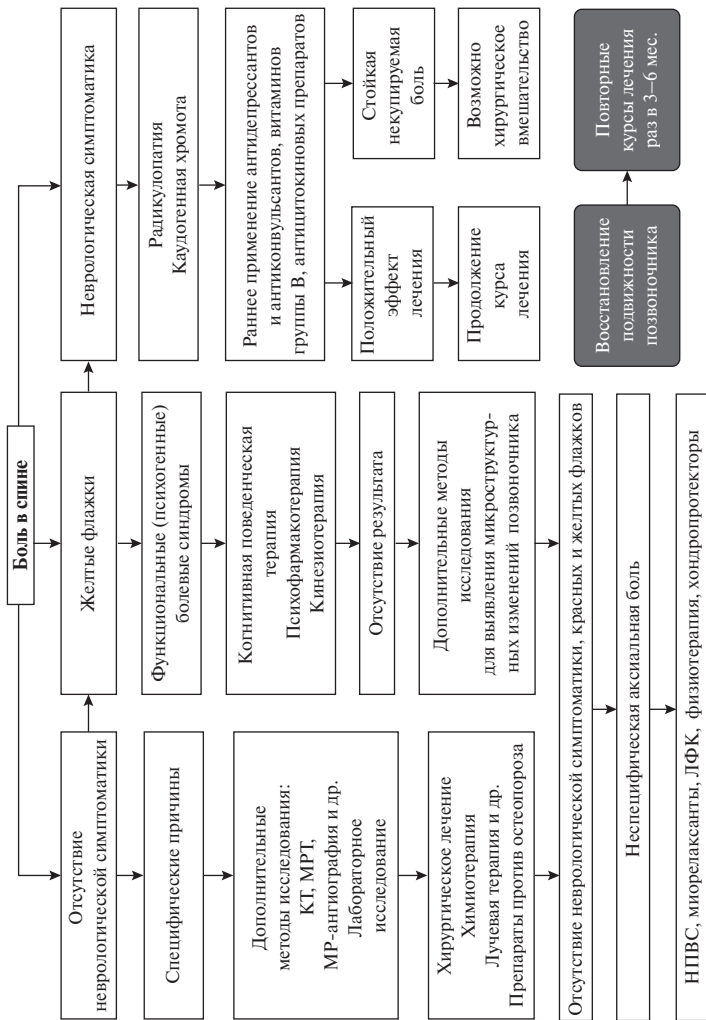 Боль в спине
Отсутствие
неврологической симптоматики
Желтые флажки
Неврологическая симптоматика
Специфические причины
Функциональные (психогенные)
болевые синдромы
Радикулопатия
Каудогенная хромота
Дополнительные
методы исследования:
КТ, МРТ,
МР-ангиография и др.
Лабораторное
исследование
Когнитивная поведенческая
терапия
Психофармакотерапия
Кинезиотерапия
Раннее применение антидепрессантов
и антиконвульсантов, витаминов
группы В, антицитокиновых препаратов
Отсутствие результата
Положительный
эффект
лечения
Стойкая
некупируемая
боль
Хирургическое лечение
Химиотерапия
Лучевая терапия и др.
Препараты против остеопороза
Дополнительные методы
исследования
для выявления микроструктур-
ных изменений позвоночника
Продолжение
курса
лечения
Возможно
хирургическое
вмешательство
Отсутствие неврологической симптоматики, красных и желтых флажков
Неспецифическая аксиальная боль
НПВС, миорелаксанты, ЛФК, физиотерапия, хондропротекторы
Восстановление
подвижности
позвоночника
Повторные
курсы лечения
раз в 3–6 мес.